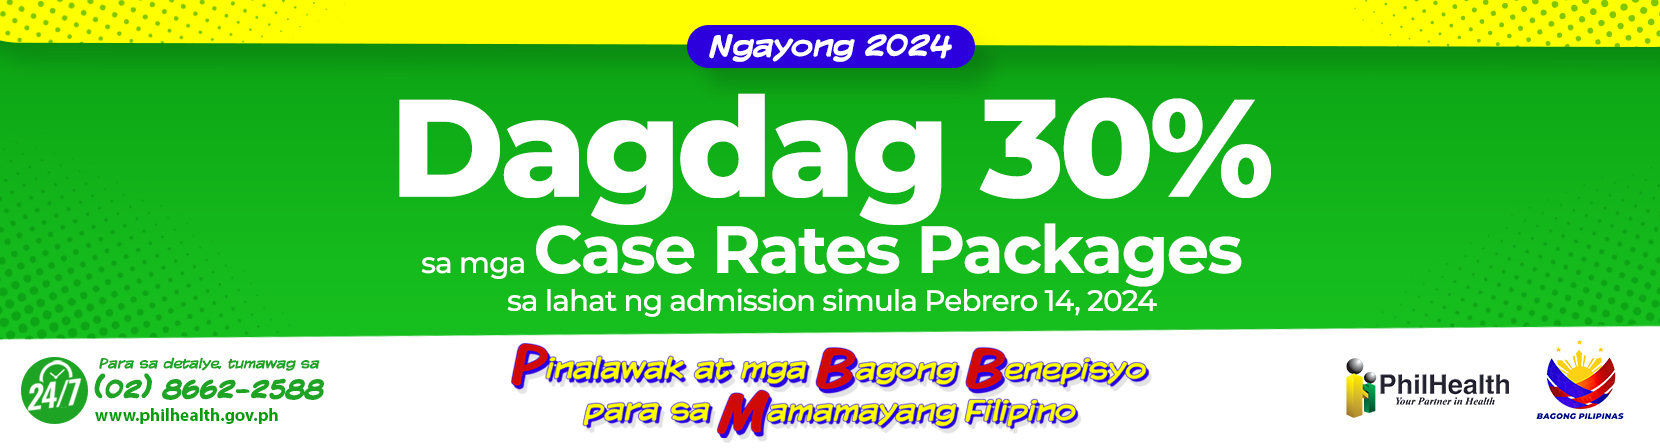 Ngayong 2024
Dagdag 30%
sa mga Case Rates Packages
sa lahat ng admission simula Pebrero 14, 2024
24/7
Para sa detalye, tumawag sa
(02) 8662-2588
www.philhealth.gov.ph
Pinalawak at mga Bagong Benepisyo
para sa Mamamayang Filipino
PhilHealth
Your Partner in Health
BAGONG PILIPINAS